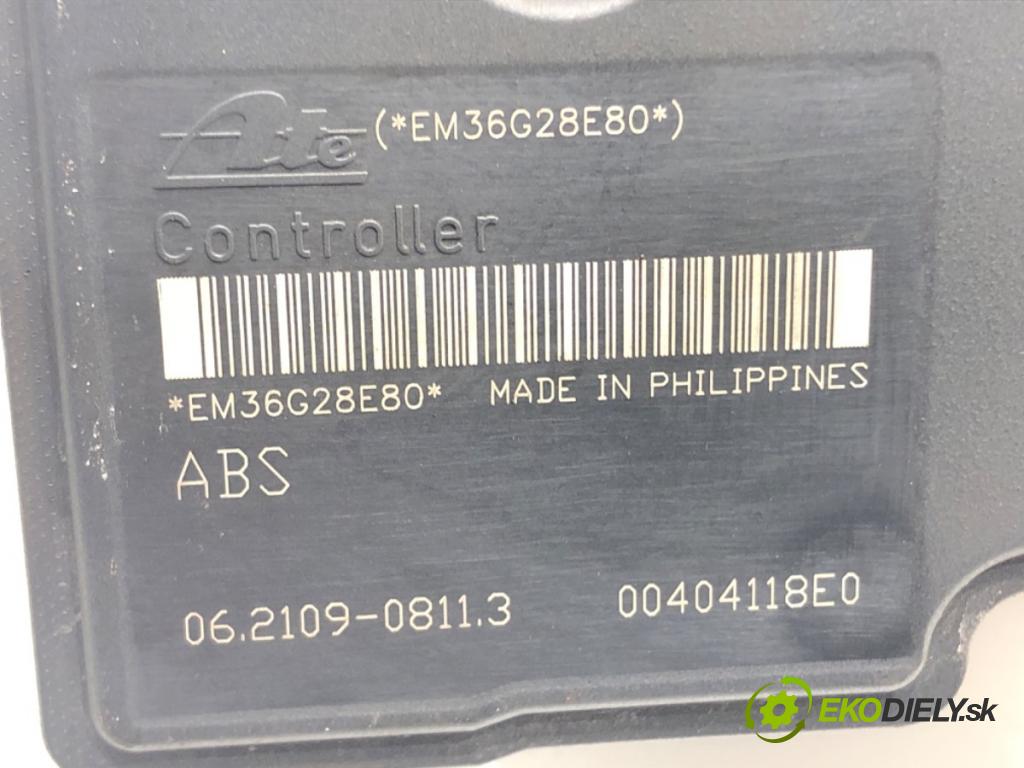 Ate (*EM36G28E80*)
Controller
*EM36G28E80* MADE IN PHILIPPINES
ABS
06.2109-0811.3 00404118E0
EKODIELY.sk